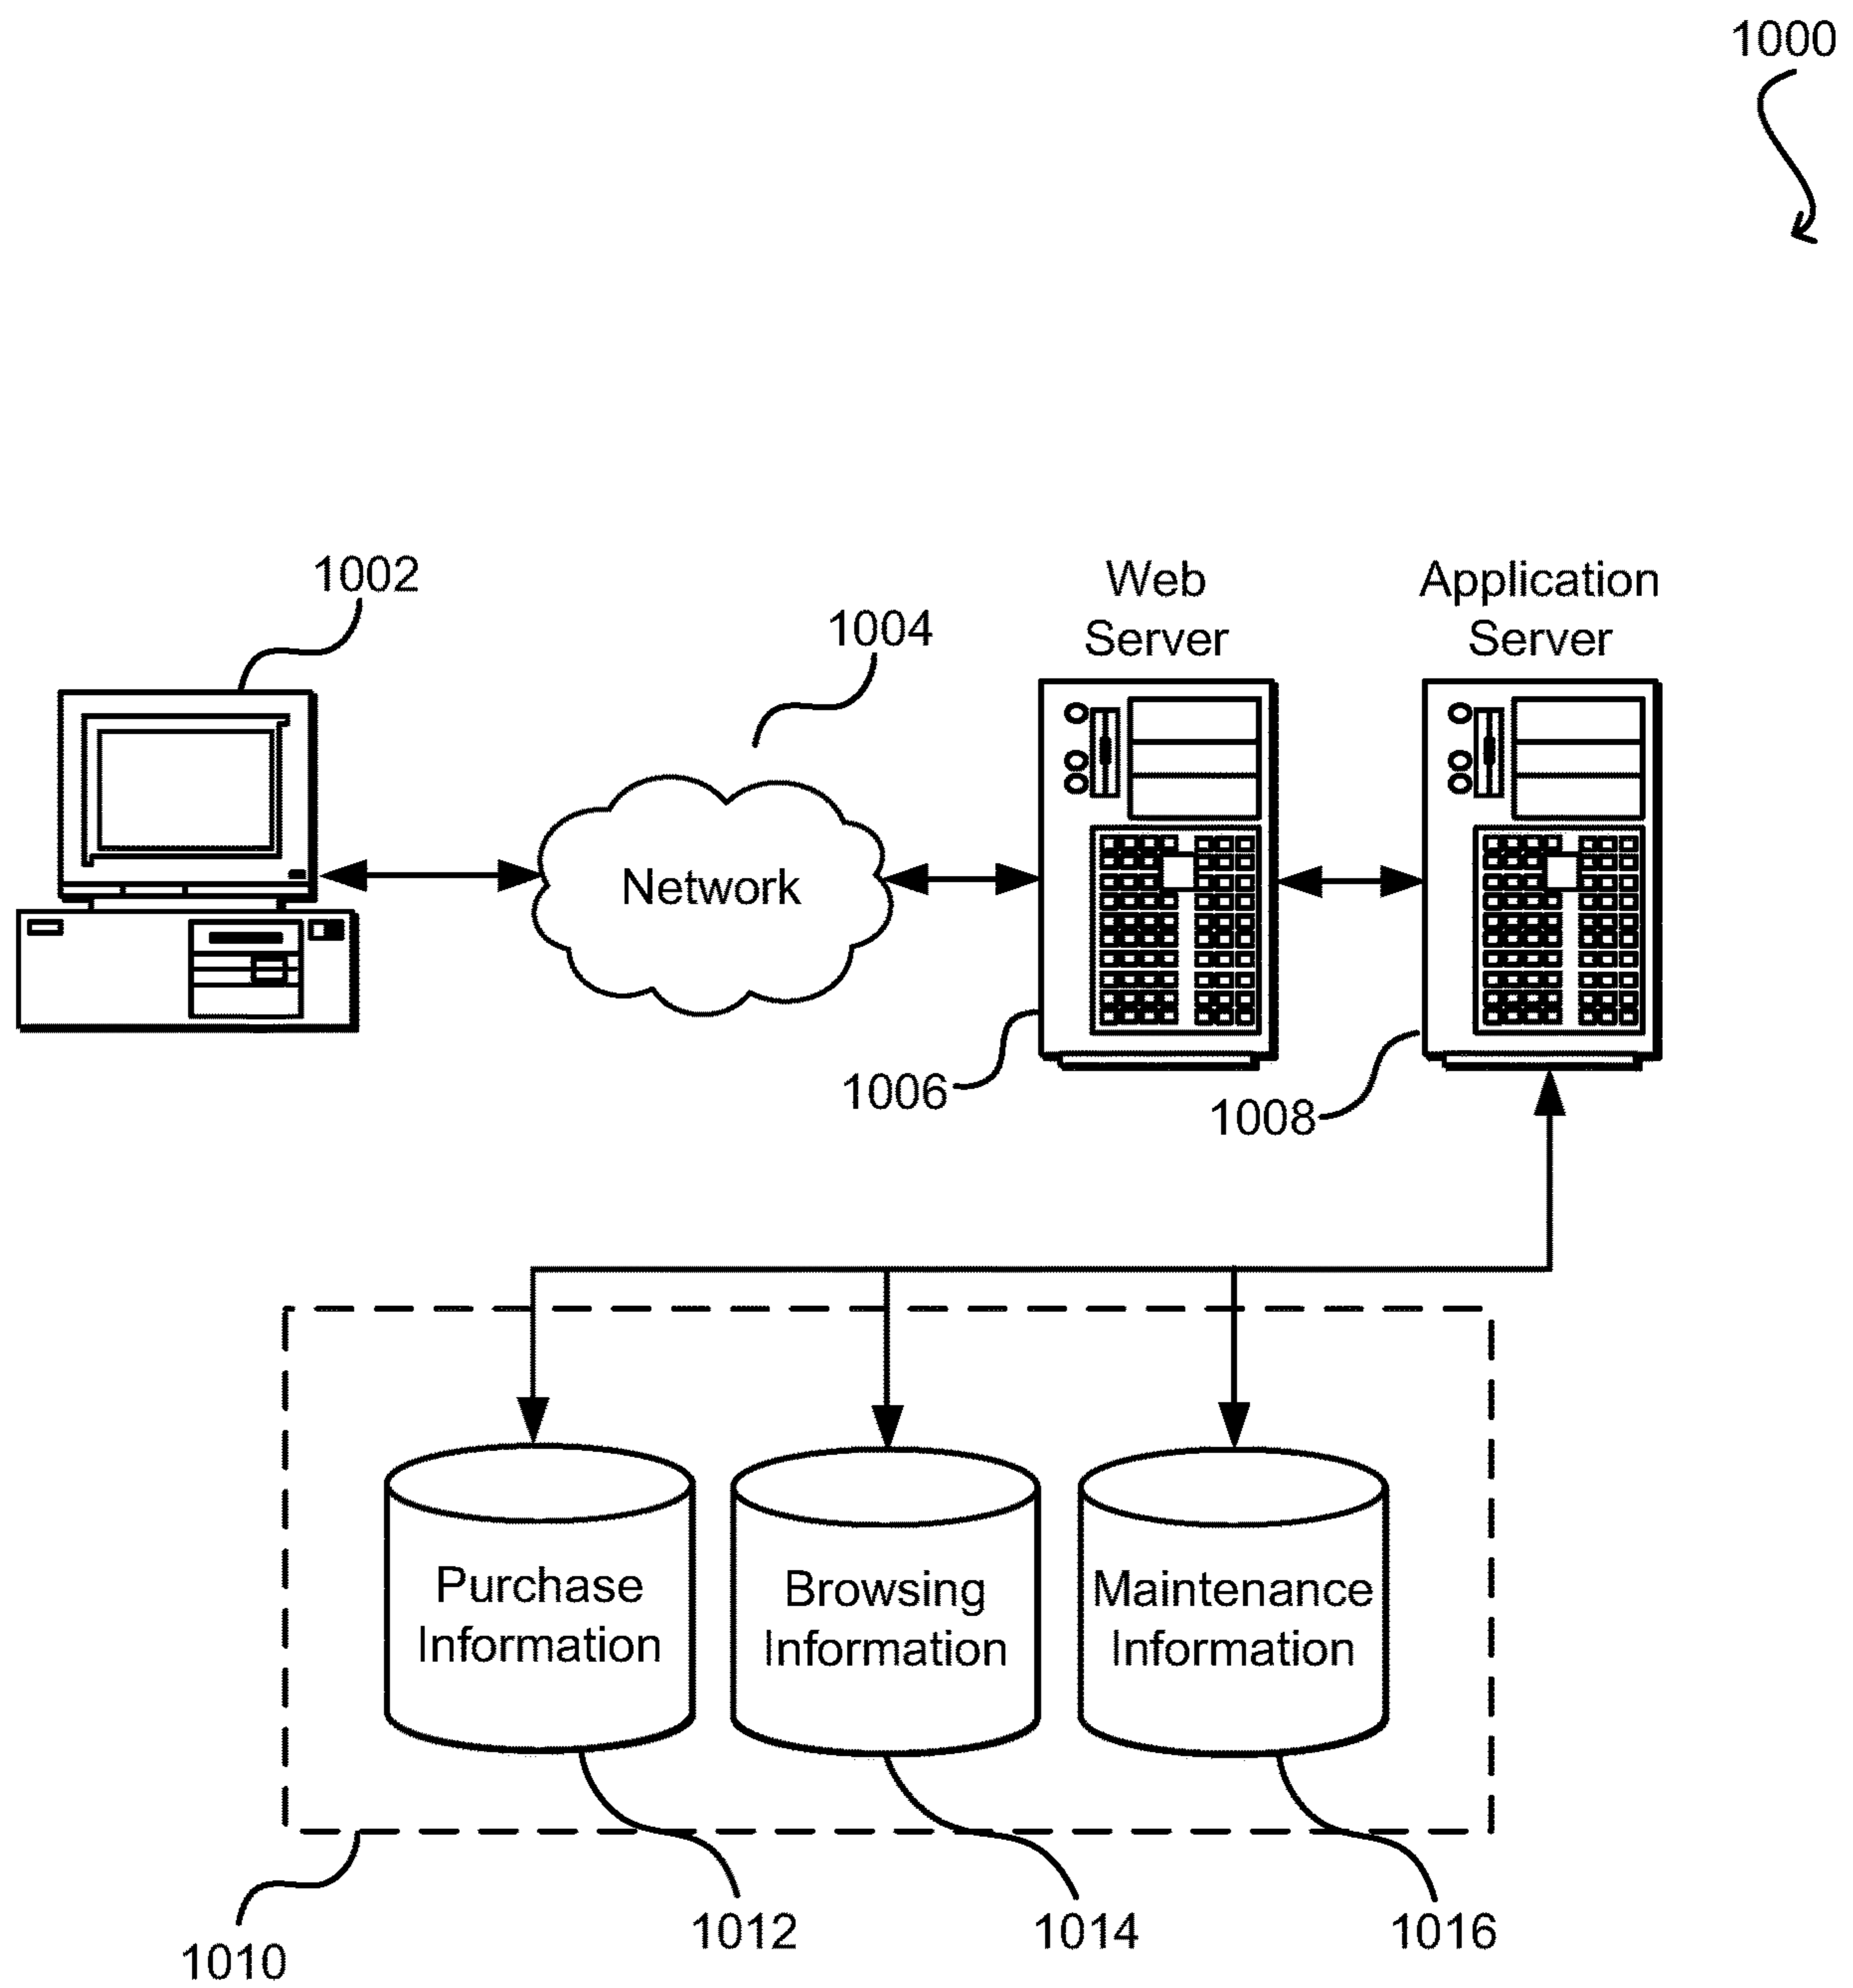 1000
1002
1004
Web
Server
Application
Server
Network
1006
1008
Purchase
Information
Browsing
Information
Maintenance
Information
1010
1012
1014
1016